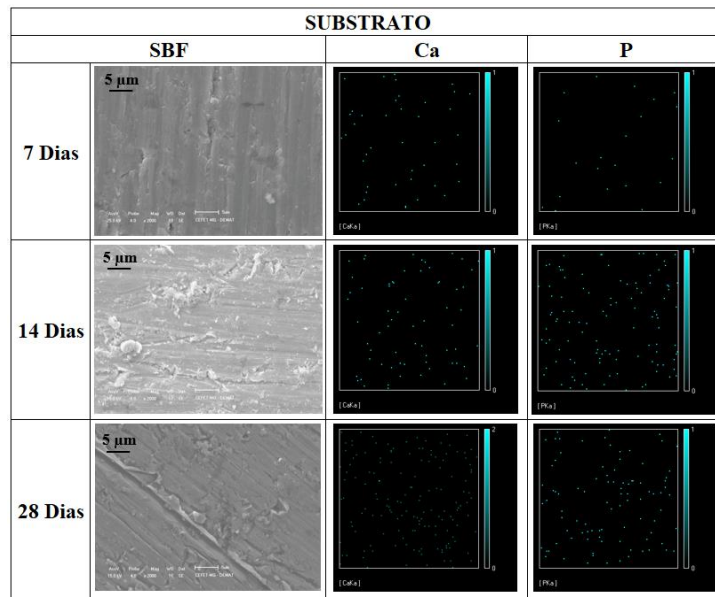 SUBSTRATO
SBF Ca P
7 Dias
5 µm
1
0
[CaKa]
1
0
[PKa]
14 Dias
5 µm
1
0
[CaKa]
1
0
[PKa]
28 Dias
5 µm
2
0
[CaKa]
1
0
[PKa]